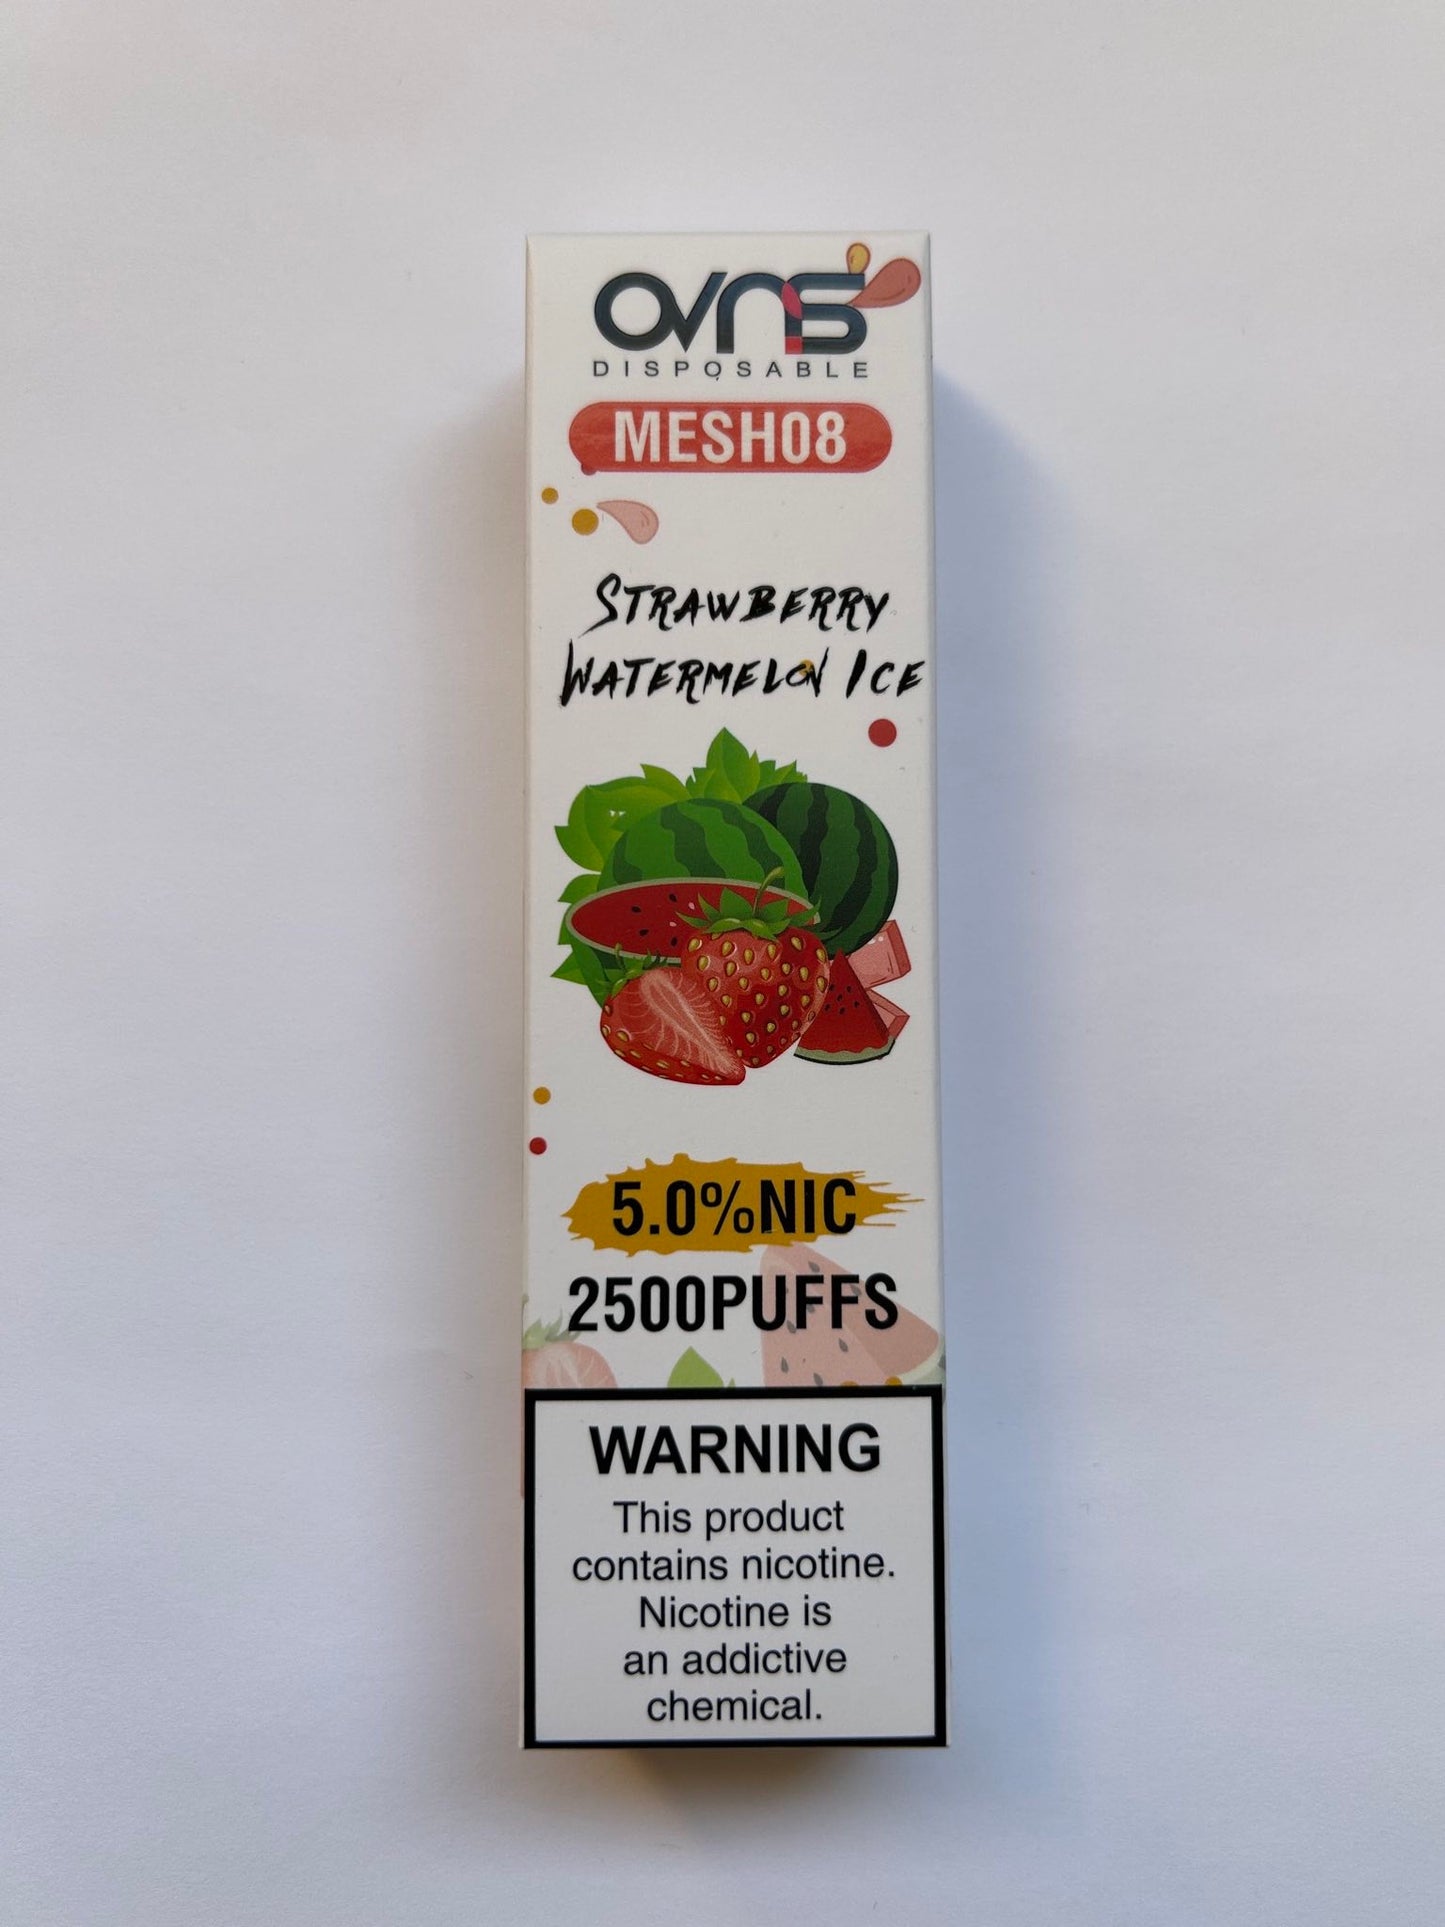 OVNS
DISPOSABLE
MESH08
STRAWBERRY
WATERMELON ICE
5.0%NIC
2500PUFFS
WARNING
This product
contains nicotine.
Nicotine is
an addictive
chemical.